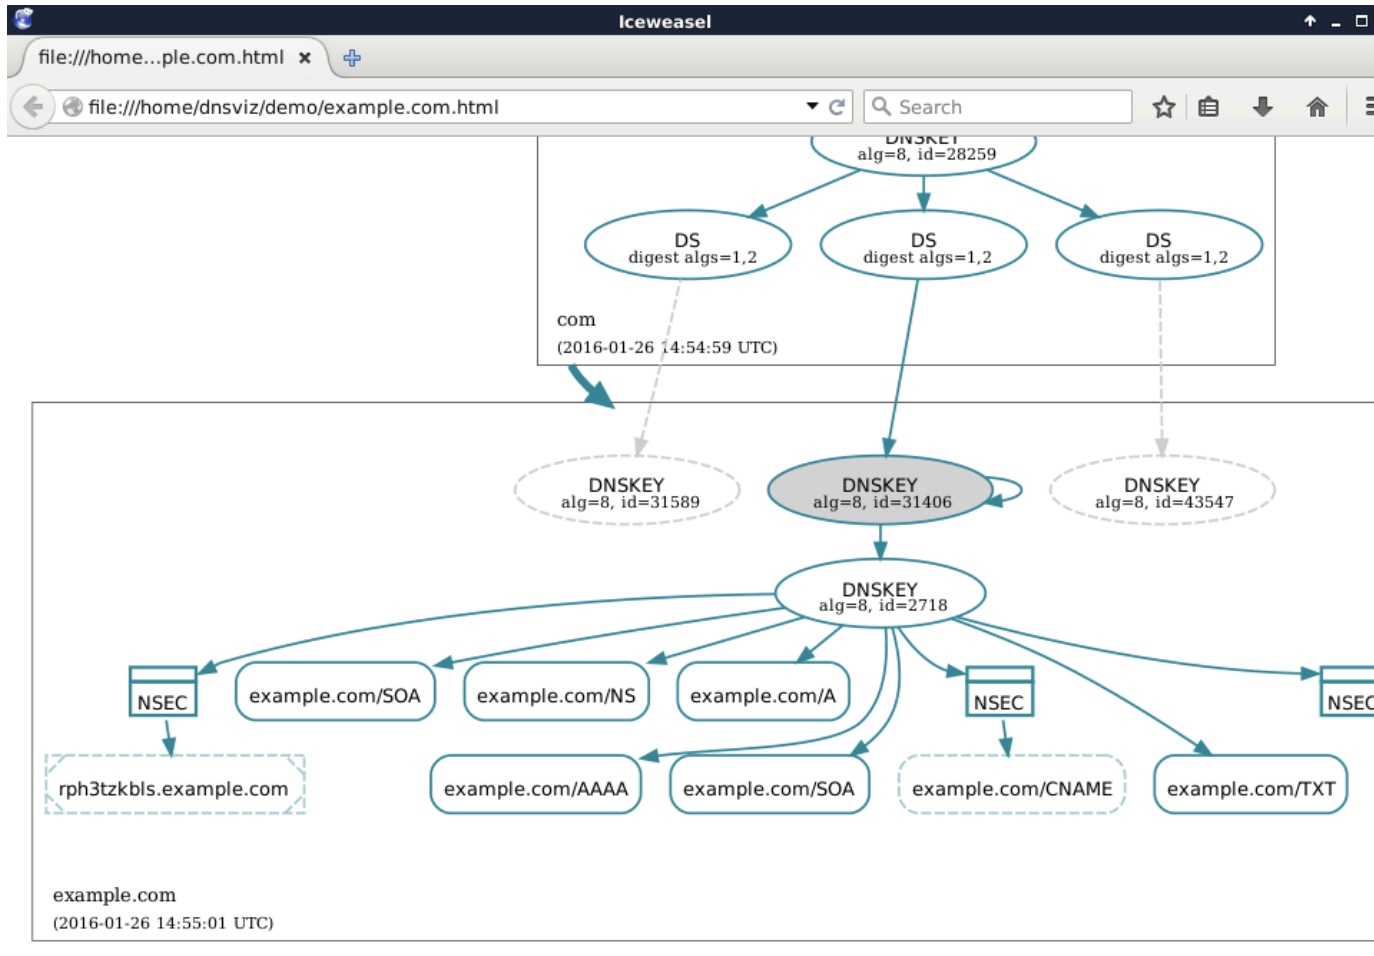 Iceweasel
file:///home...ple.com.html
file:///home/dnsviz/demo/example.com.html
Search
DNSKEY
alg=8, id=28259
DS
digest algs=1,2
DS
digest algs=1,2
DS
digest algs=1,2
com
(2016-01-26 14:54:59 UTC)
DNSKEY
alg=8, id=31589
DNSKEY
alg=8, id=31406
DNSKEY
alg=8, id=43547
DNSKEY
alg=8, id=2718
NSEC
example.com/SOA
example.com/NS
example.com/A
NSEC
NSEC
rph3tzkbls.example.com
example.com/AAAA
example.com/SOA
example.com/CNAME
example.com/TXT
example.com
(2016-01-26 14:55:01 UTC)